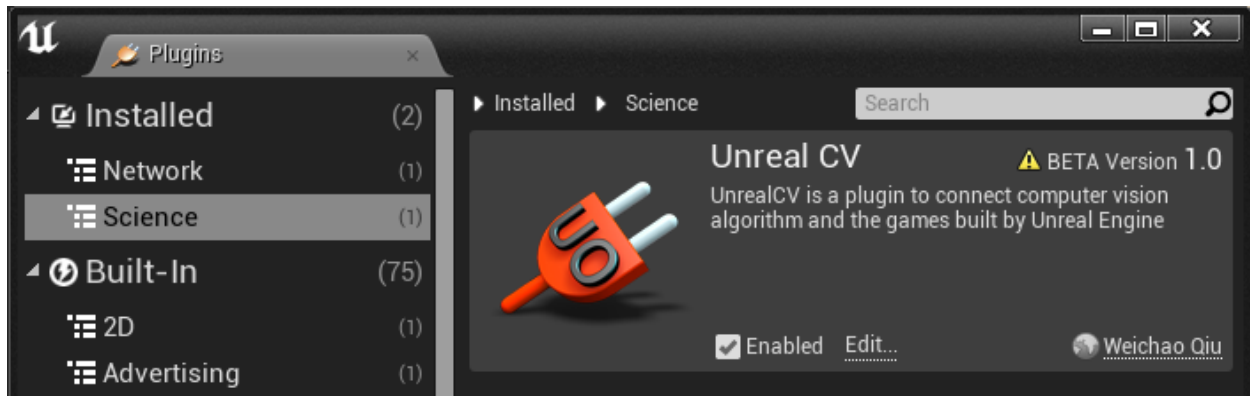 Plugins
Installed (2)
Network (1)
Science (1)
Built-In (75)
2D (1)
Advertising (1)
Installed Science
Search
Unreal CV
BETA Version 1.0
UnrealCV is a plugin to connect computer vision
algorithm and the games built by Unreal Engine
UO
Enabled Edit...
Weichao Qiu